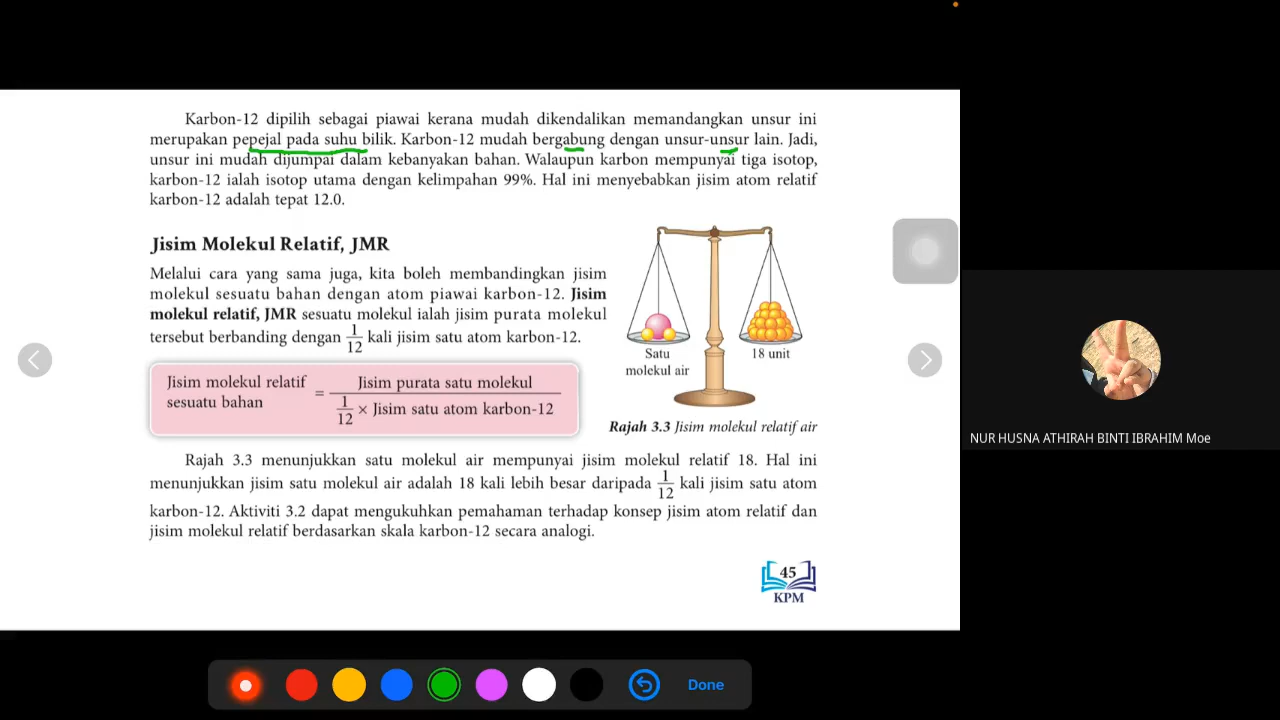 Karbon-12 dipilih sebagai piawai kerana mudah dikendalikan memandangkan unsur ini
merupakan pepejal pada suhu bilik. Karbon-12 mudah bergabung dengan unsur-unsur lain. Jadi,
unsur ini mudah dijumpai dalam kebanyakan bahan. Walaupun karbon mempunyai tiga isotop,
karbon-12 ialah isotop utama dengan kelimpahan 99%. Hal ini menyebabkan jisim atom relatif
karbon-12 adalah tepat 12.0.
Jisim Molekul Relatif, JMR
Melalui cara yang sama juga, kita boleh membandingkan jisim
molekul sesuatu bahan dengan atom piawai karbon-12. Jisim
molekul relatif, JMR sesuatu molekul ialah jisim purata molekul
tersebut berbanding dengan 1/12 kali jisim satu atom karbon-12.
Jisim molekul relatif
sesuatu bahan
=
Jisim purata satu molekul
1/12 × Jisim satu atom karbon-12
Satu
molekul air
18 unit
Rajah 3.3 Jisim molekul relatif air
Rajah 3.3 menunjukkan satu molekul air mempunyai jisim molekul relatif 18. Hal ini
menunjukkan jisim satu molekul air adalah 18 kali lebih besar daripada 1/12 kali jisim satu atom
karbon-12. Aktiviti 3.2 dapat mengukuhkan pemahaman terhadap konsep jisim atom relatif dan
jisim molekul relatif berdasarkan skala karbon-12 secara analogi.
45
KPM
NUR HUSNA ATHIRAH BINTI IBRAHIM Moe
Done